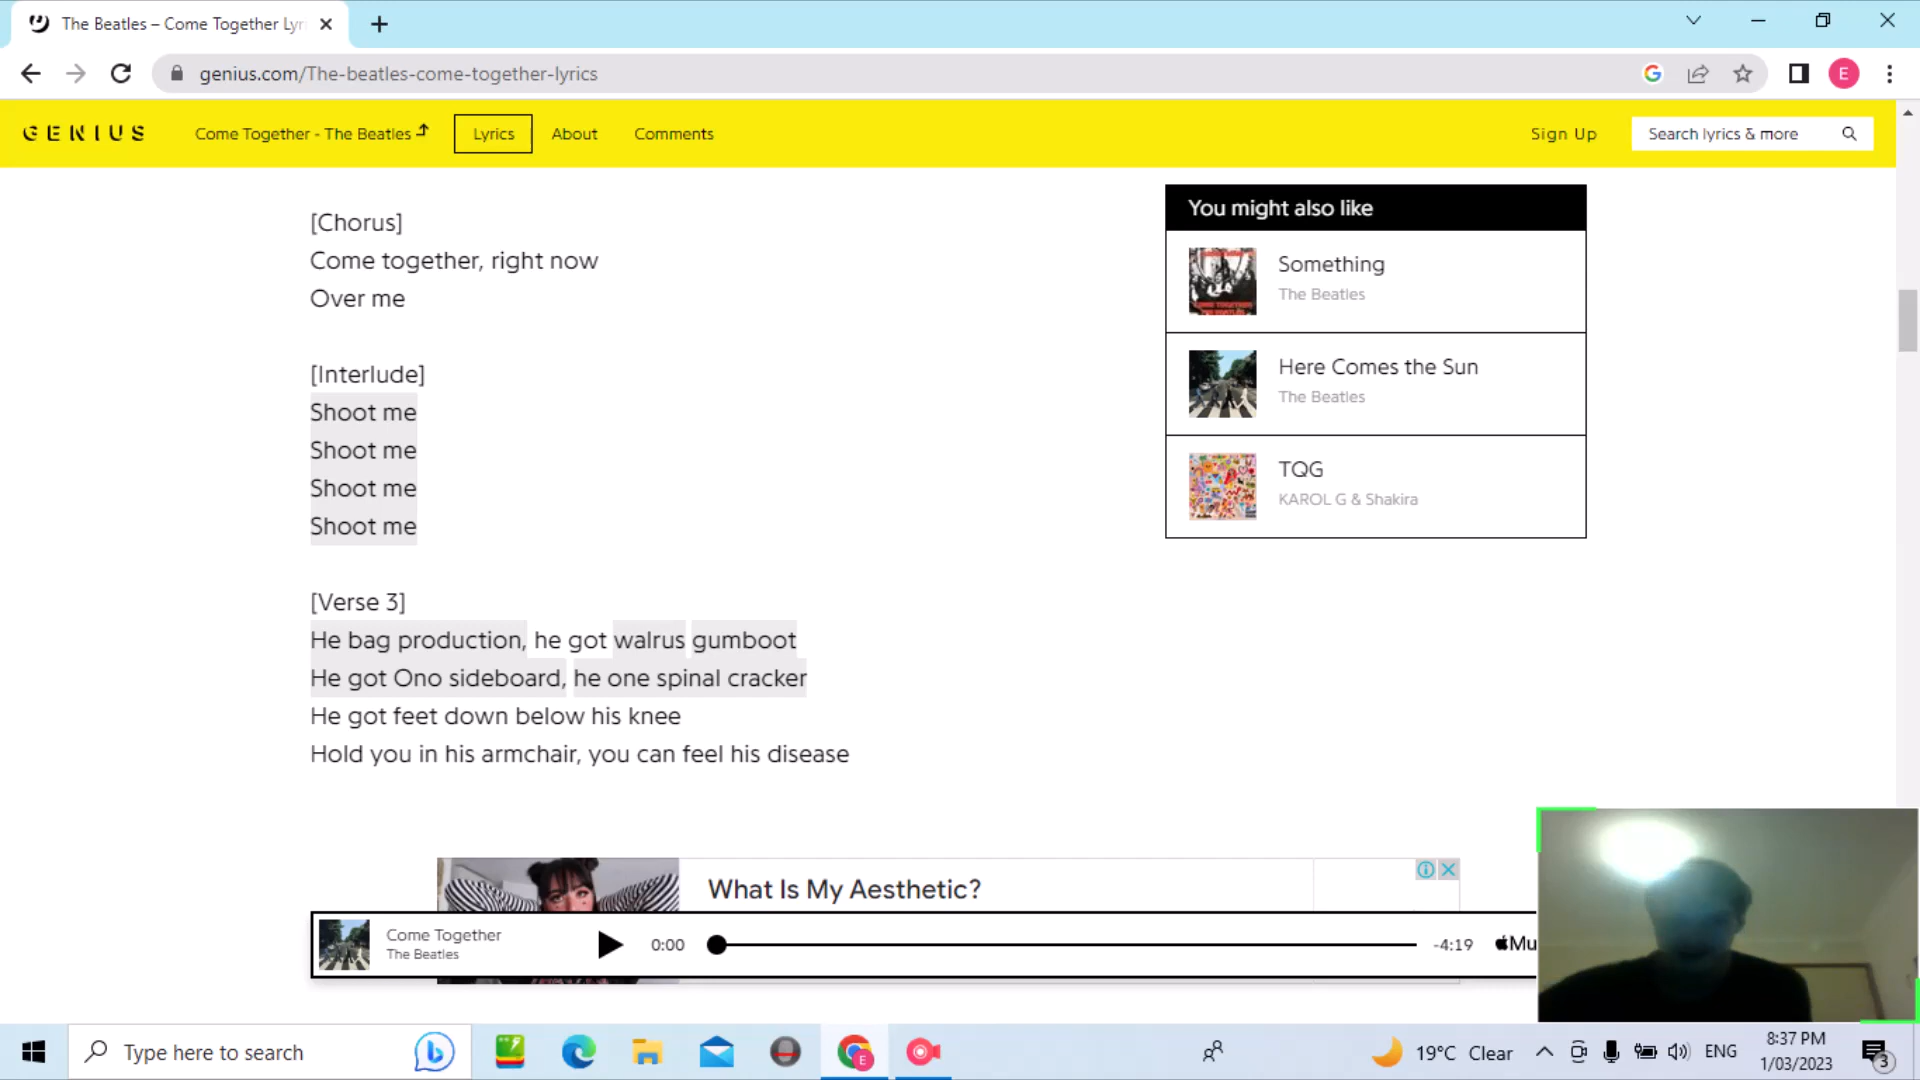 The Beatles – Come Together Lyr
genius.com/The-beatles-come-together-lyrics
E
GENIUS
Come Together - The Beatles
Lyrics
About
Comments
Sign Up
Search lyrics & more
[Chorus]
Come together, right now
Over me
[Interlude]
Shoot me
Shoot me
Shoot me
Shoot me
[Verse 3]
He bag production, he got walrus gumboot
He got Ono sideboard, he one spinal cracker
He got feet down below his knee
Hold you in his armchair, you can feel his disease
You might also like
Something
The Beatles
Here Comes the Sun
The Beatles
TQG
KAROL G & Shakira
What Is My Aesthetic?
Come Together
The Beatles
0:00
-4:19
Mu
Type here to search
E
19°C Clear
ENG
8:37 PM
1/03/2023
3